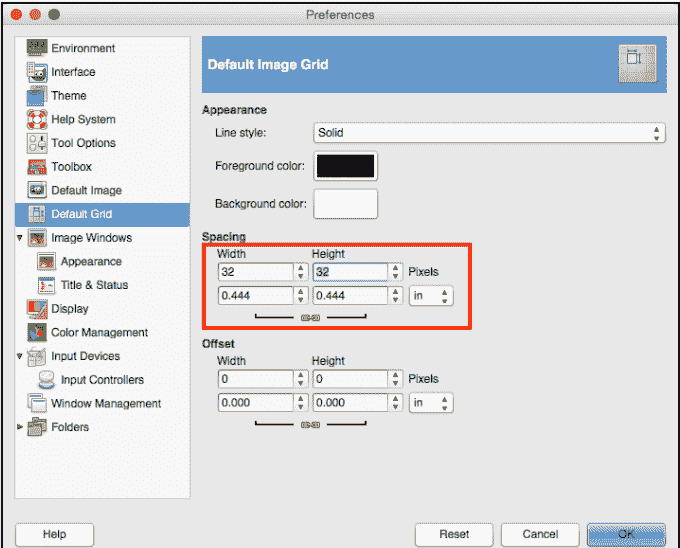 Preferences
Environment
Interface
Theme
Help System
Tool Options
Toolbox
Default Image
Default Grid
Image Windows
Appearance
Title & Status
Display
Color Management
Input Devices
Input Controllers
Window Management
Folders
Default Image Grid
Appearance
Line style: Solid
Foreground color:
Background color:
Spacing
Width Height
32 32 Pixels
0.444 0.444 in
Offset
Width Height
0 0 Pixels
0.000 0.000 in
Help Reset Cancel OK